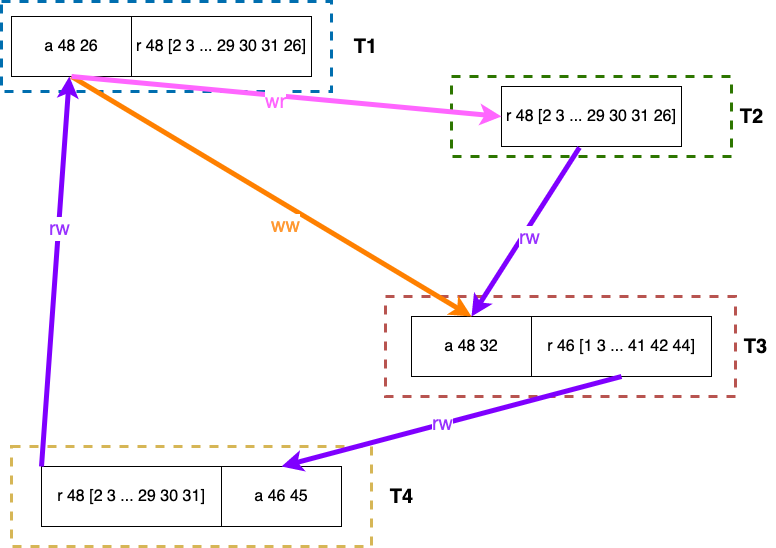 a 48 26
r 48 [2 3 ... 29 30 31 26]
T1
wr
r 48 [2 3 ... 29 30 31 26]
T2
rw
ww
rw
a 48 32
r 46 [1 3 ... 41 42 44]
T3
rw
r 48 [2 3 ... 29 30 31]
a 46 45
T4